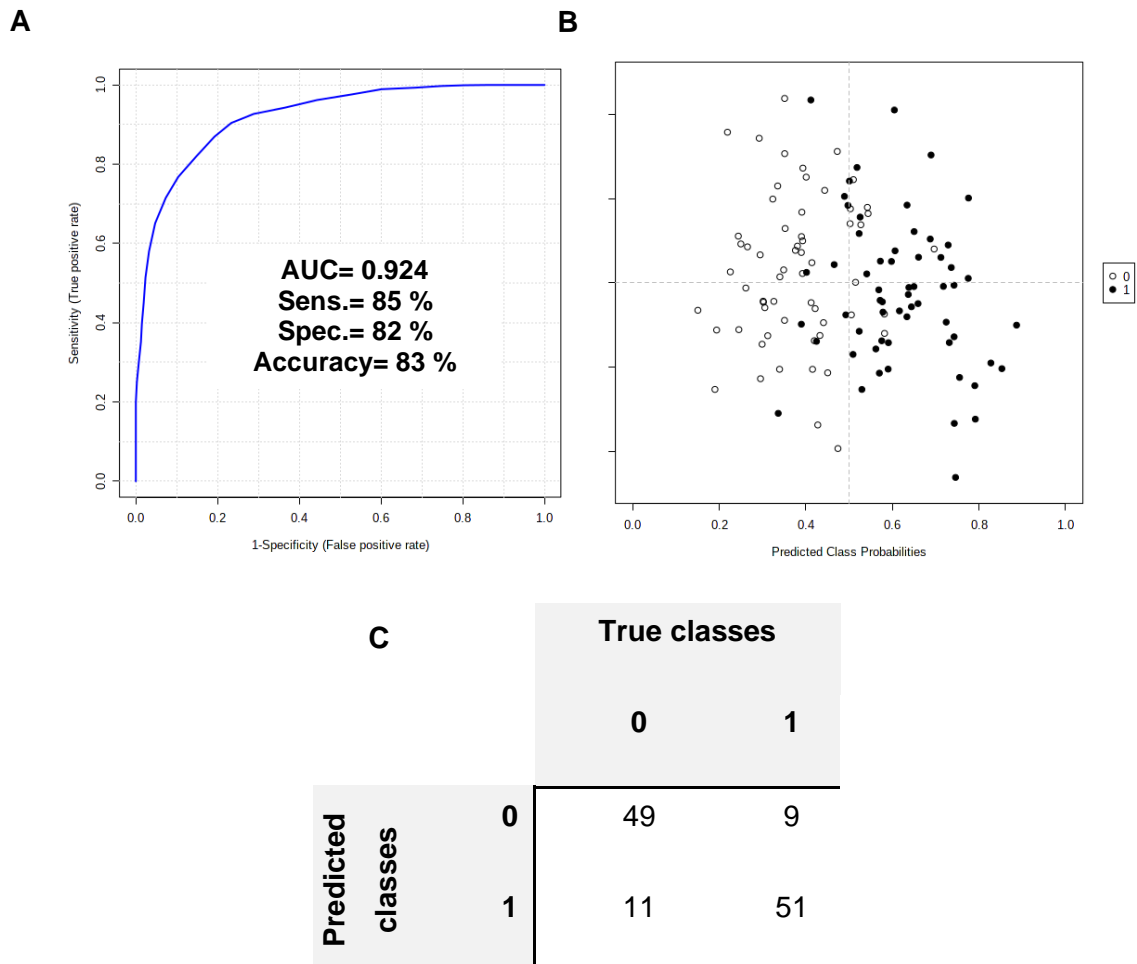 A
B
Sensitivity (True positive rate)
1.0
0.8
0.6
0.4
0.2
0.0
AUC= 0.924
Sens.= 85 %
Spec.= 82 %
Accuracy= 83 %
0.0 0.2 0.4 0.6 0.8 1.0
1-Specificity (False positive rate)
0
1
0.0 0.2 0.4 0.6 0.8 1.0
Predicted Class Probabilities
C
True classes
0 1
Predicted
classes
0 49 9
1 11 51